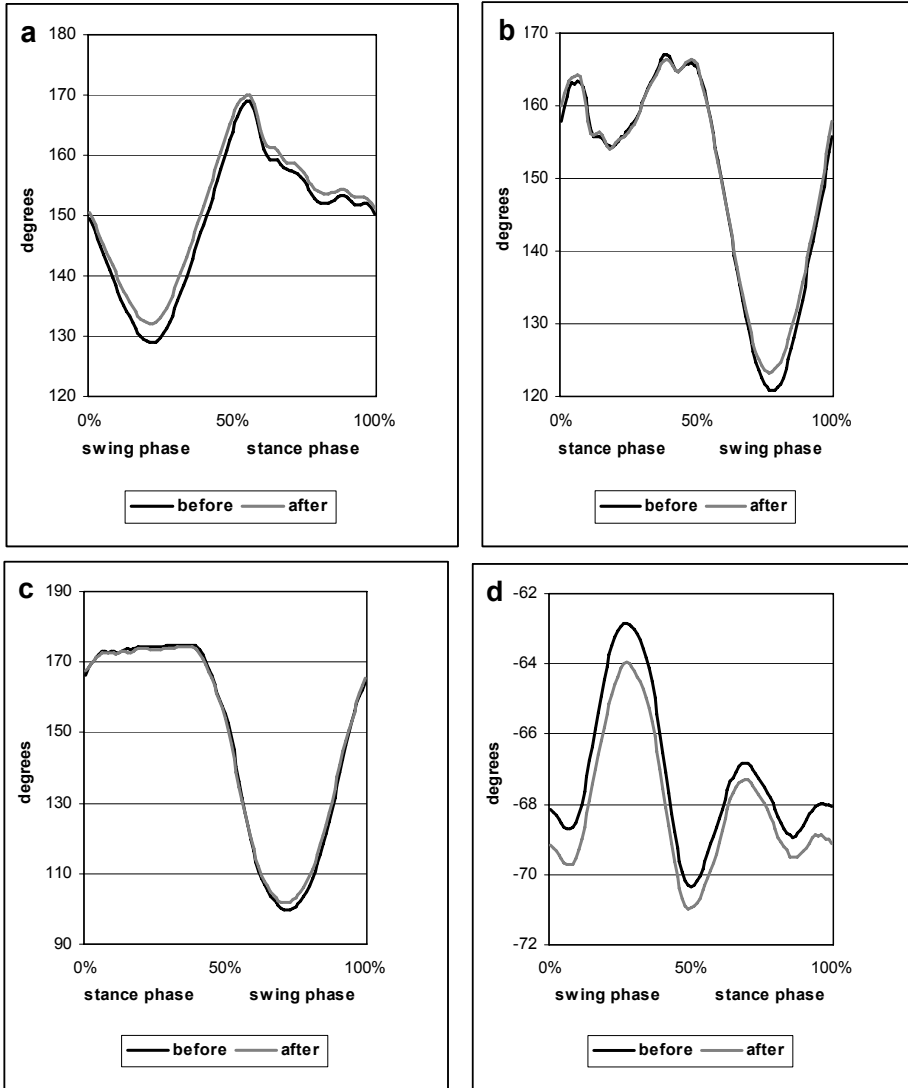 a
180
170
160
150
140
130
120
degrees
0% 50% 100%
swing phase stance phase
before after
b
170
160
150
140
130
120
degrees
0% 50% 100%
stance phase swing phase
before after
c
190
170
150
130
110
90
degrees
0% 50% 100%
stance phase swing phase
before after
d
-62
-64
-66
-68
-70
-72
degrees
0% 50% 100%
swing phase stance phase
before after